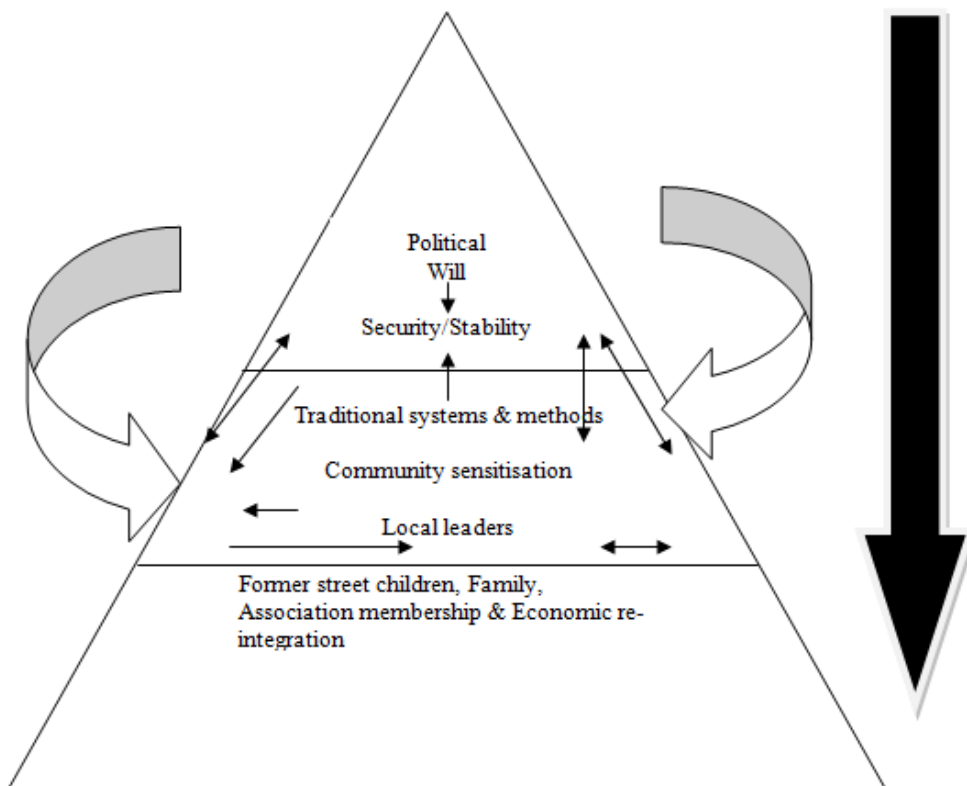 Political
Will
Security/Stability
Traditional systems & methods
Community sensitisation
Local leaders
Former street children, Family,
Association membership & Economic re-
integration